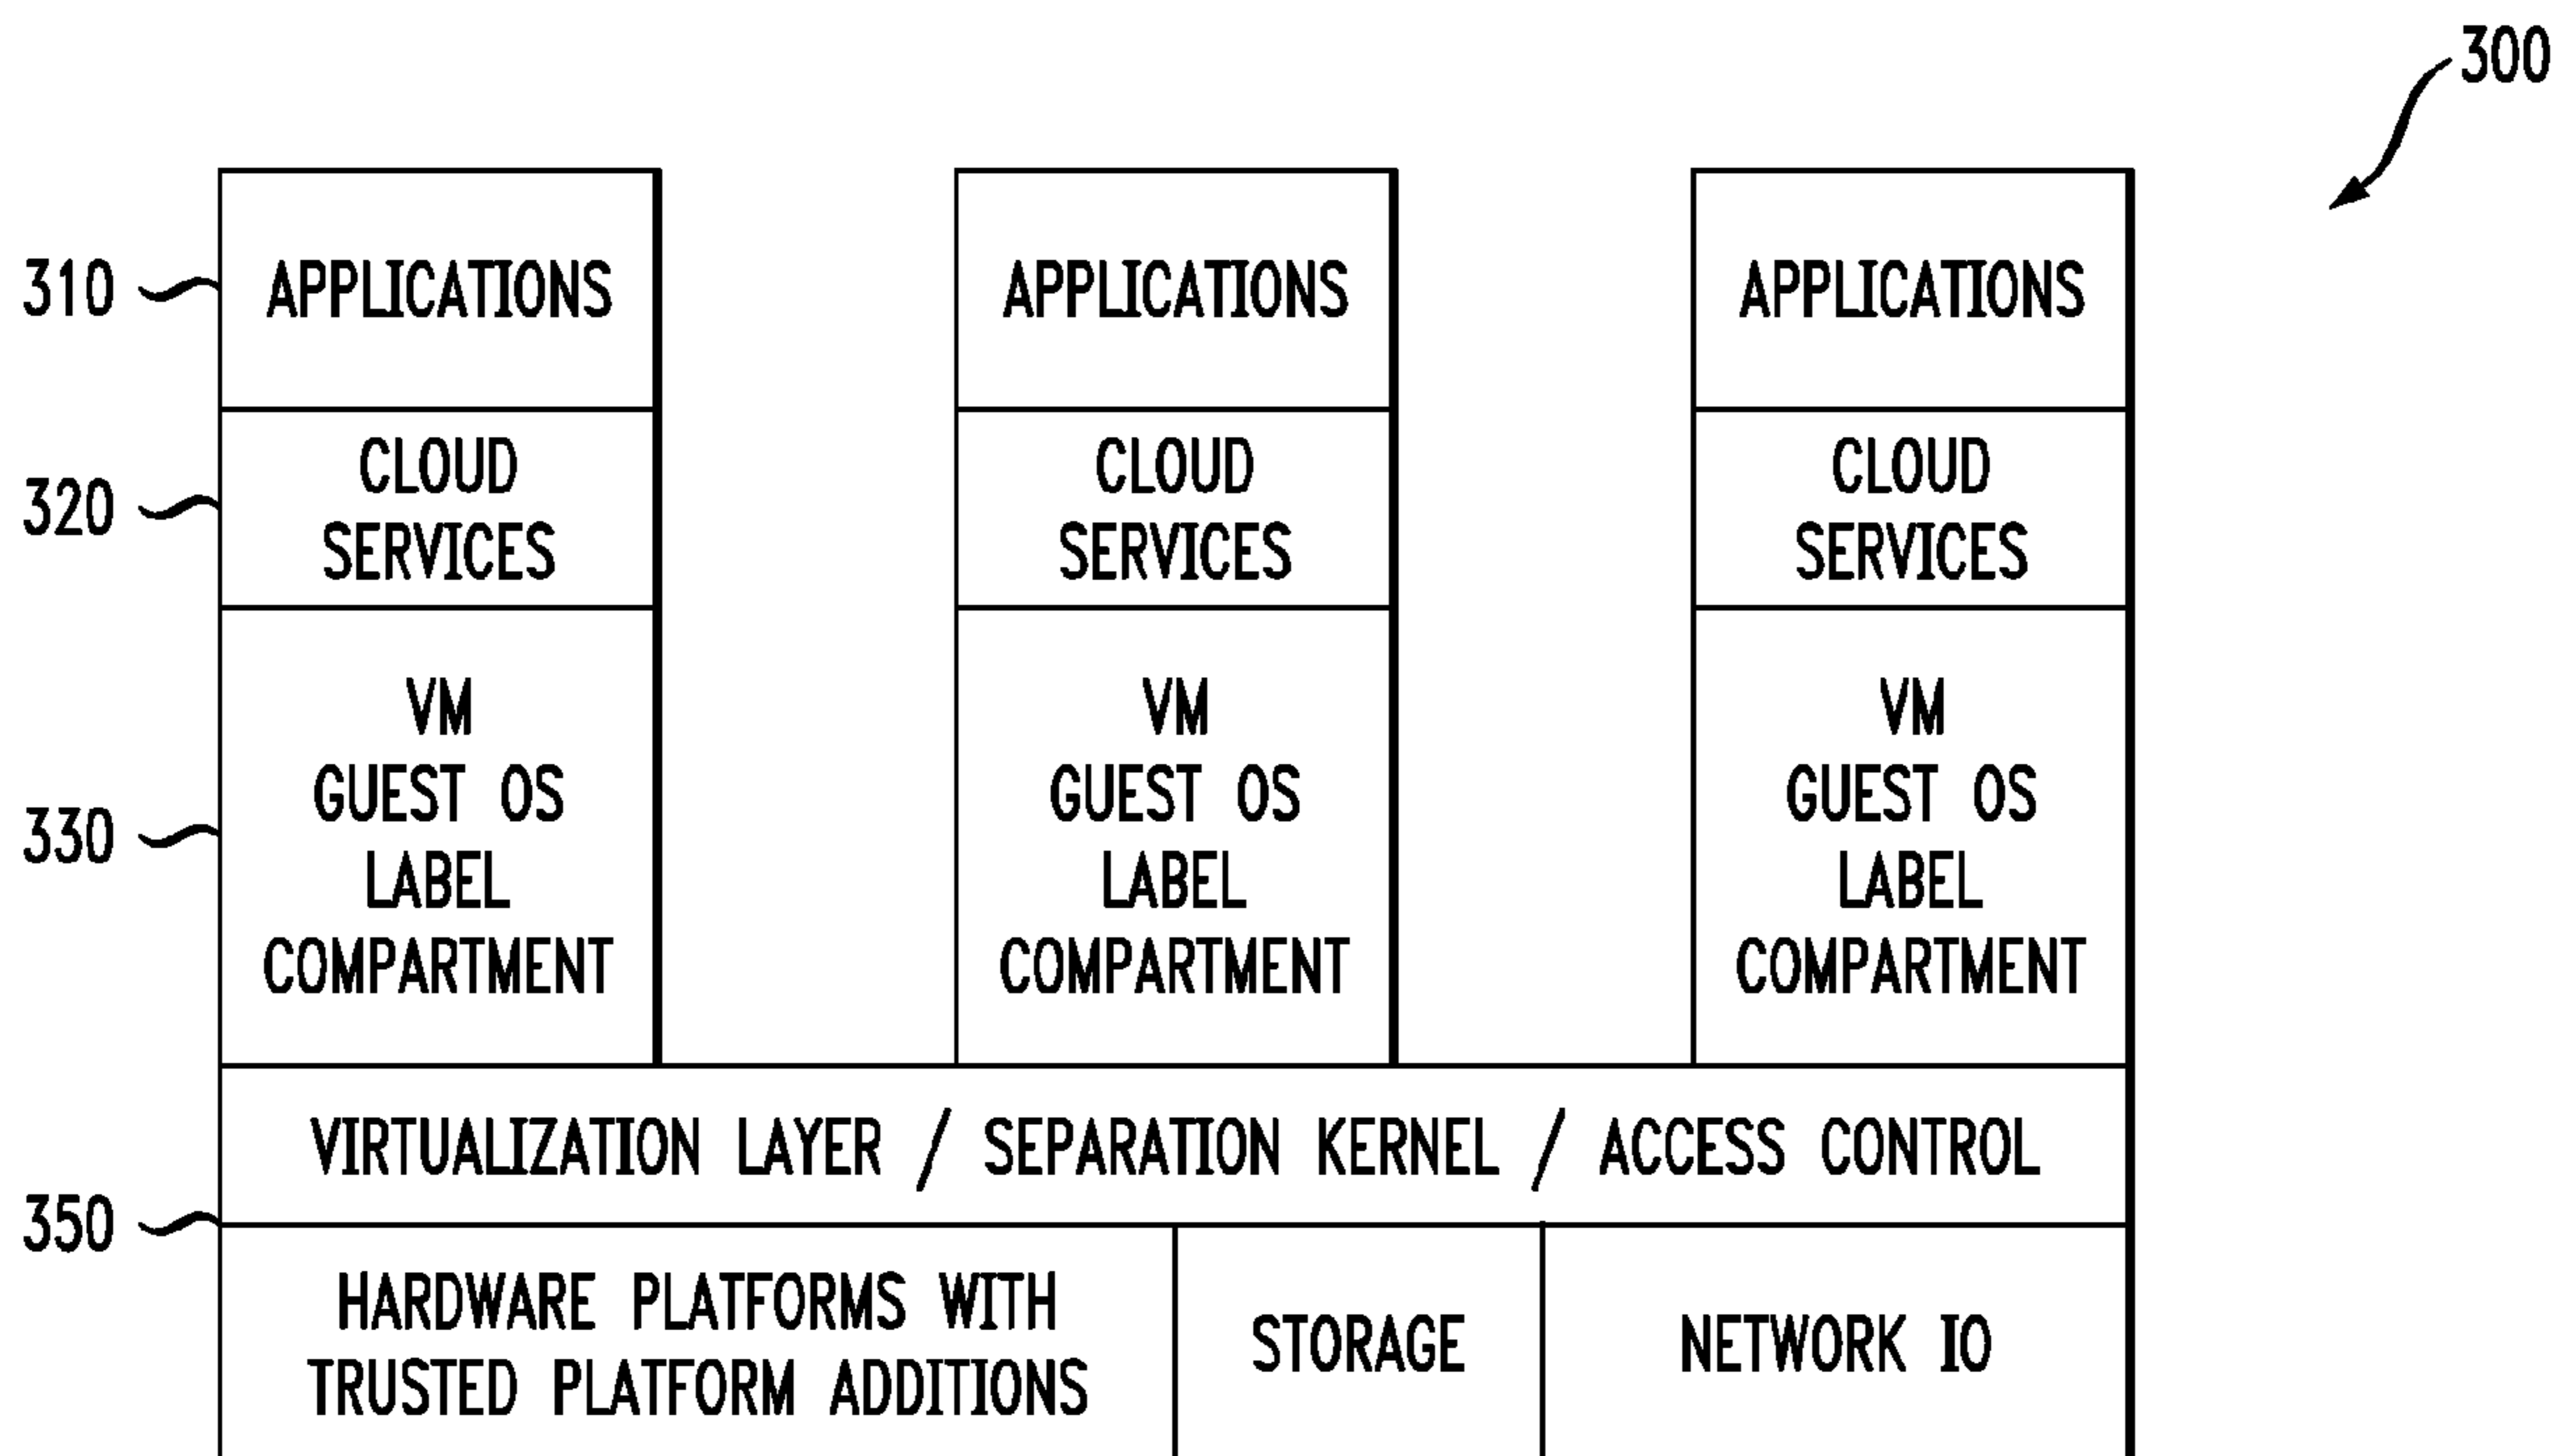 300
310
APPLICATIONS
APPLICATIONS
APPLICATIONS
320
CLOUD
SERVICES
CLOUD
SERVICES
CLOUD
SERVICES
330
VM
GUEST OS
LABEL
COMPARTMENT
VM
GUEST OS
LABEL
COMPARTMENT
VM
GUEST OS
LABEL
COMPARTMENT
VIRTUALIZATION LAYER / SEPARATION KERNEL / ACCESS CONTROL
350
HARDWARE PLATFORMS WITH
TRUSTED PLATFORM ADDITIONS
STORAGE
NETWORK IO